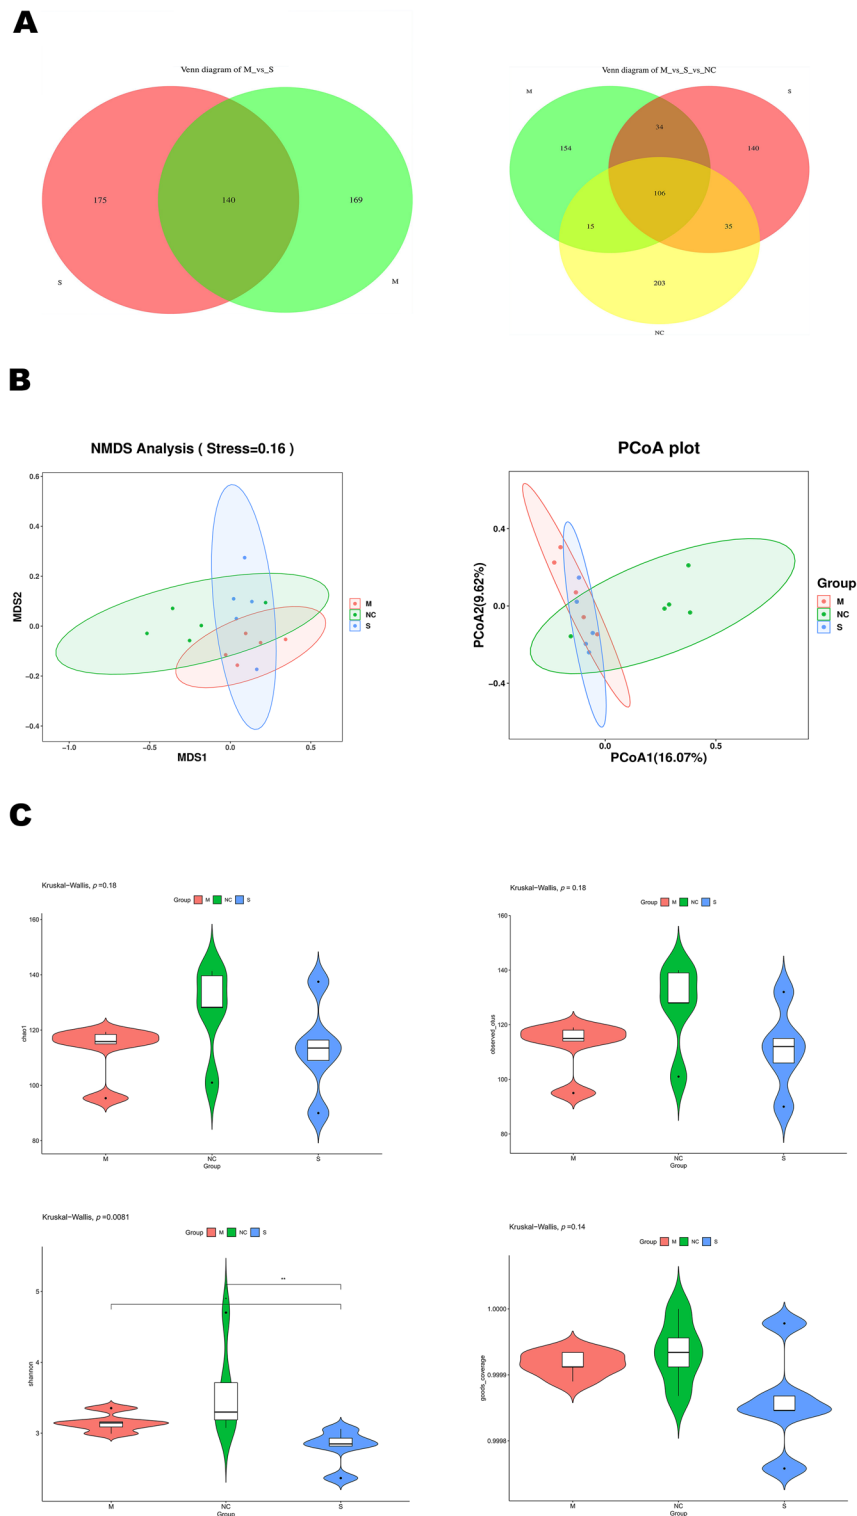 A
Venn diagram of M_vs_S
175
140
169
S
M
Venn diagram of M_vs_S_vs_NC
M
S
34
154
140
106
15
35
203
NC
B
NMDS Analysis ( Stress=0.16 )
0.6
0.4
0.2
0.0
−0.2
−0.4
MDS2
−1.0
−0.5
0.0
0.5
MDS1
M
NC
S
PCoA plot
0.4
0.0
−0.4
PCoA2(9.62%)
0.0
0.5
PCoA1(16.07%)
Group
M
NC
S
C
Kruskal−Wallis, p =0.18
Group M NC S
160
140
120
100
80
chao1
M
NC
S
Group
Kruskal−Wallis, p = 0.18
Group M NC S
160
140
120
100
80
observed_otus
M
NC
S
Group
Kruskal−Wallis, p =0.0081
Group M NC S
**
5
4
3
shannon
M
NC
S
Group
Kruskal−Wallis, p =0.14
Group M NC S
1.0000
0.9999
0.9998
goods_coverage
M
NC
S
Group